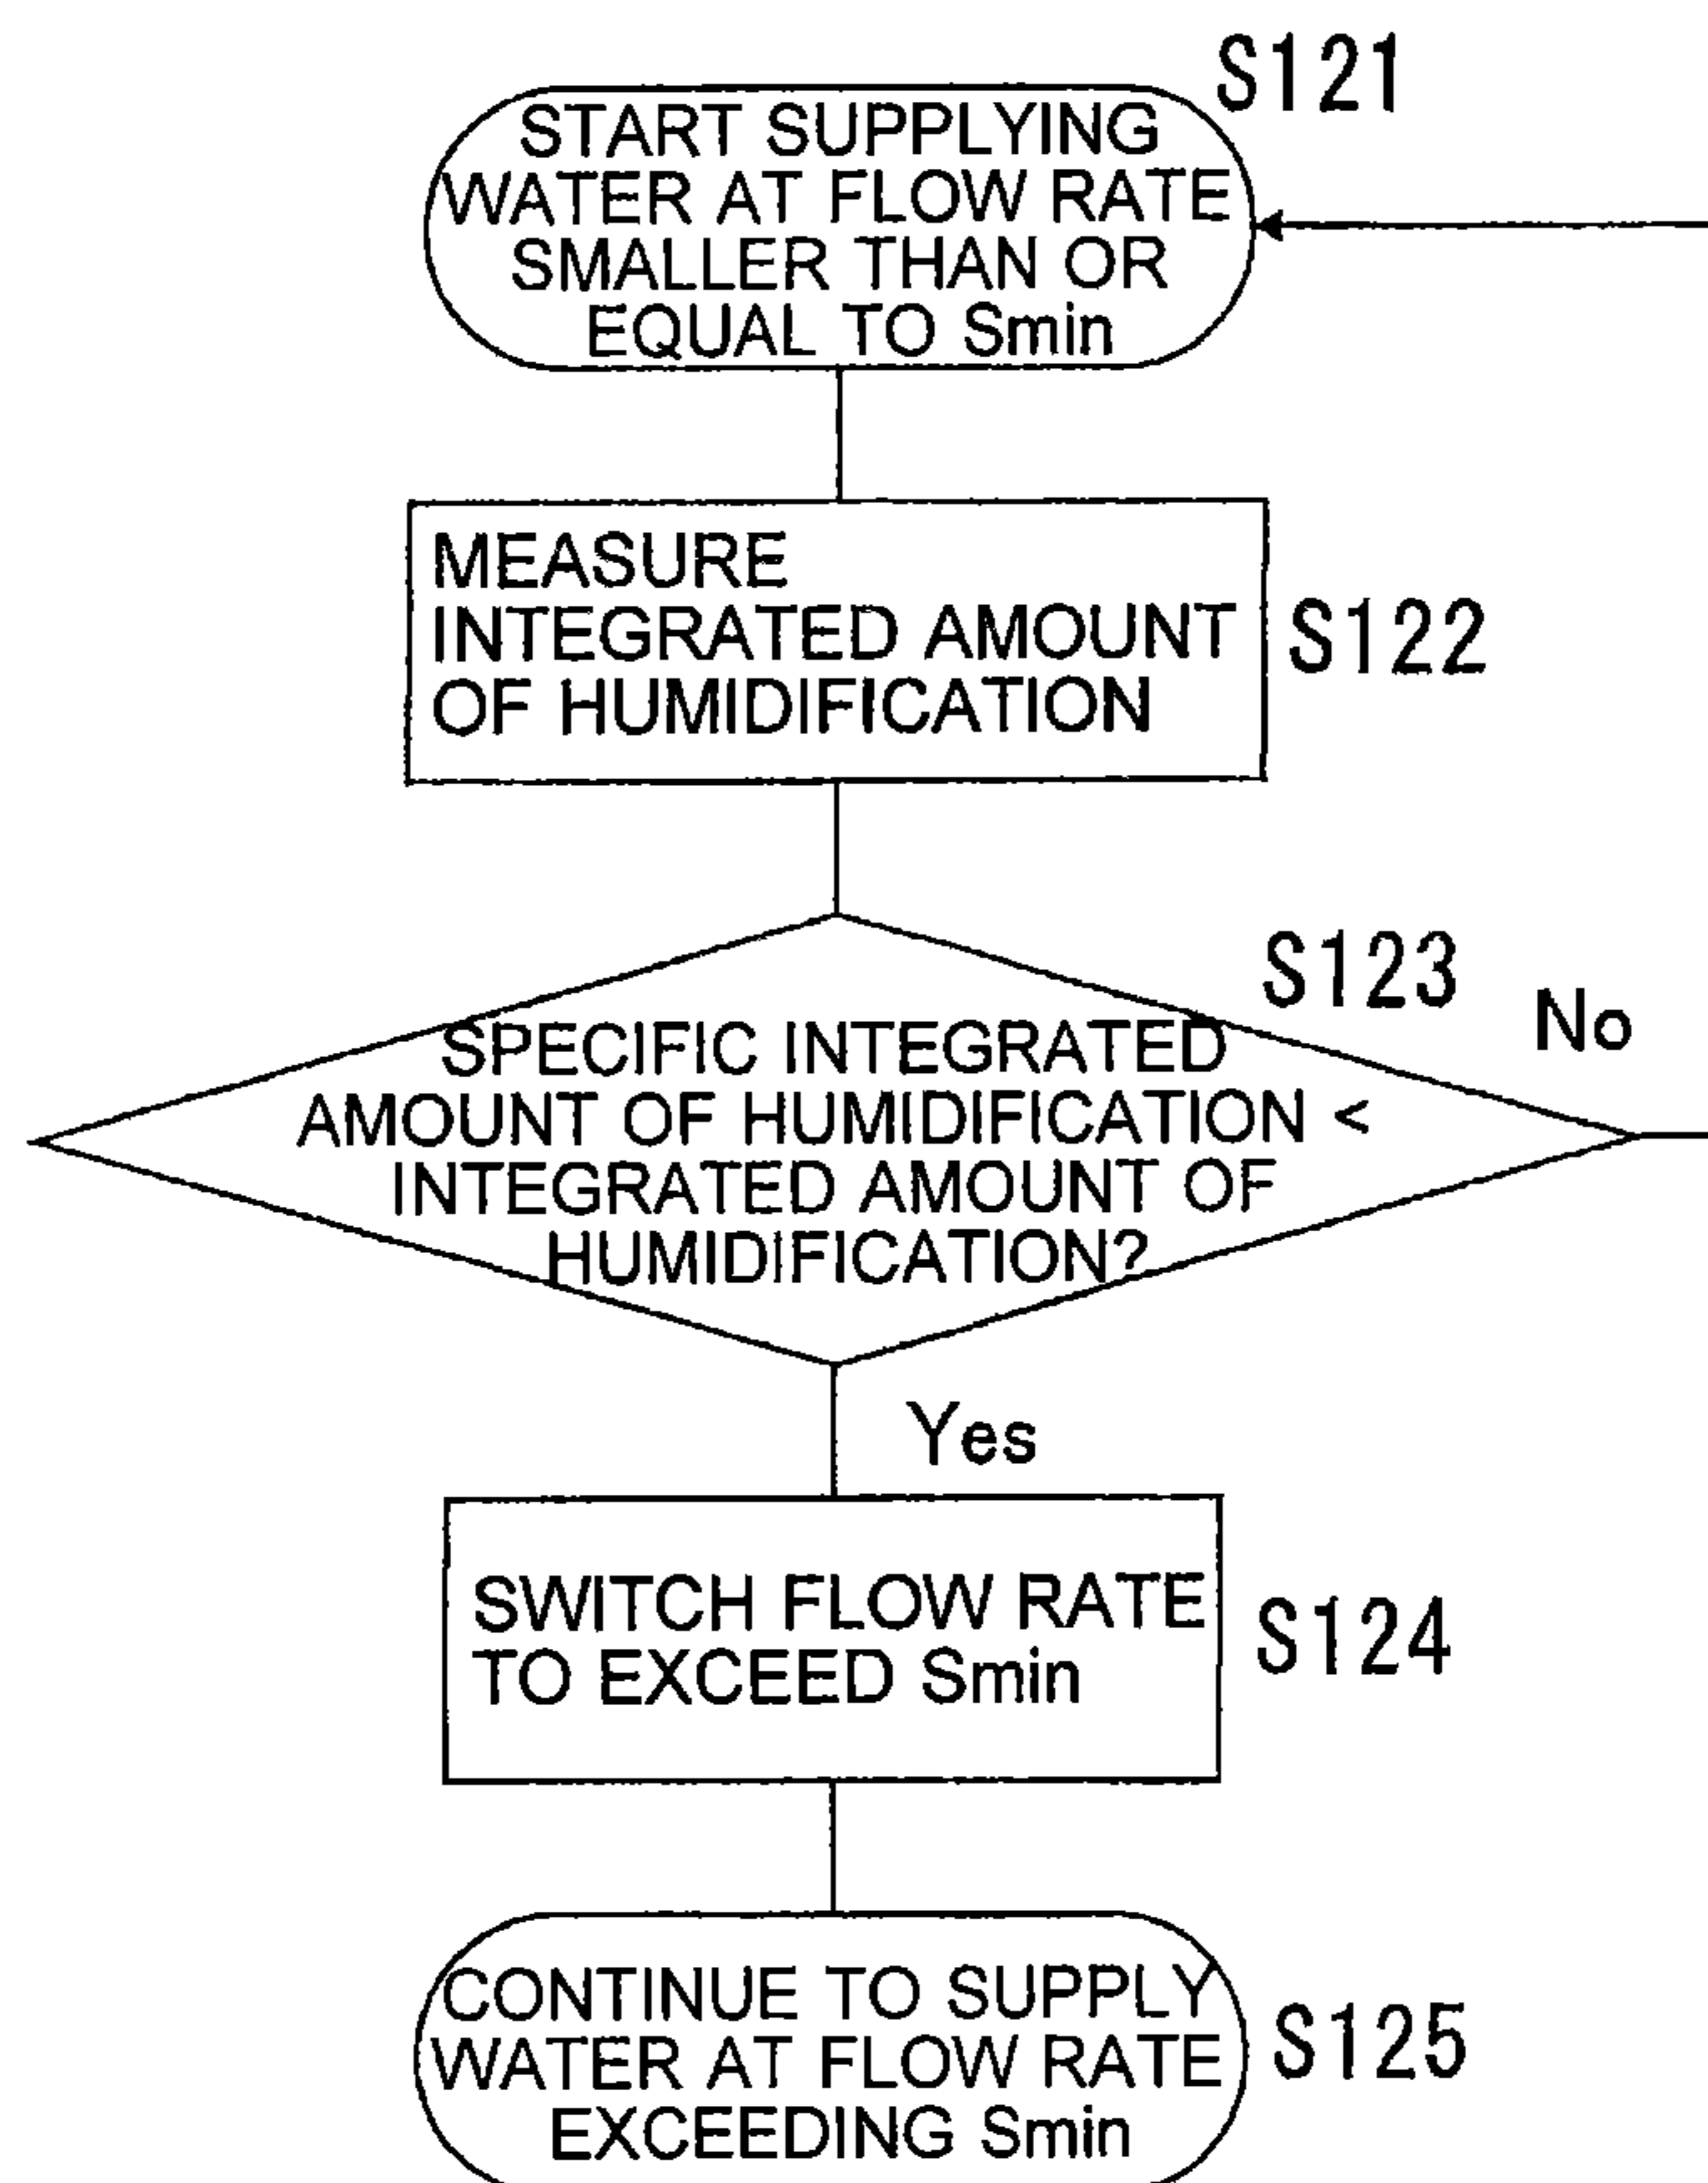 S121
START SUPPLYING
WATER AT FLOW RATE
SMALLER THAN OR
EQUAL TO Smin
MEASURE
INTEGRATED AMOUNT
OF HUMIDIFICATION
S122
S123
No
SPECIFIC INTEGRATED
AMOUNT OF HUMIDIFICATION <
INTEGRATED AMOUNT OF
HUMIDIFICATION?
Yes
SWITCH FLOW RATE
TO EXCEED Smin
S124
CONTINUE TO SUPPLY
WATER AT FLOW RATE
EXCEEDING Smin
S125